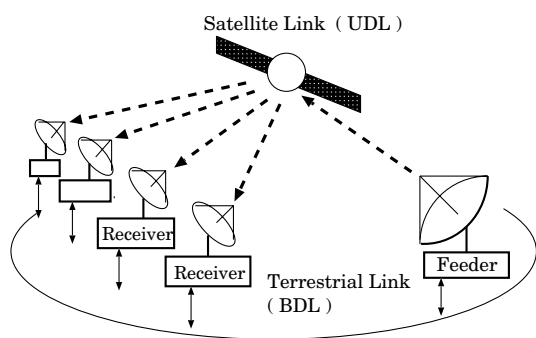 Satellite Link ( UDL )
Receiver
Receiver
Feeder
Terrestrial Link
( BDL )